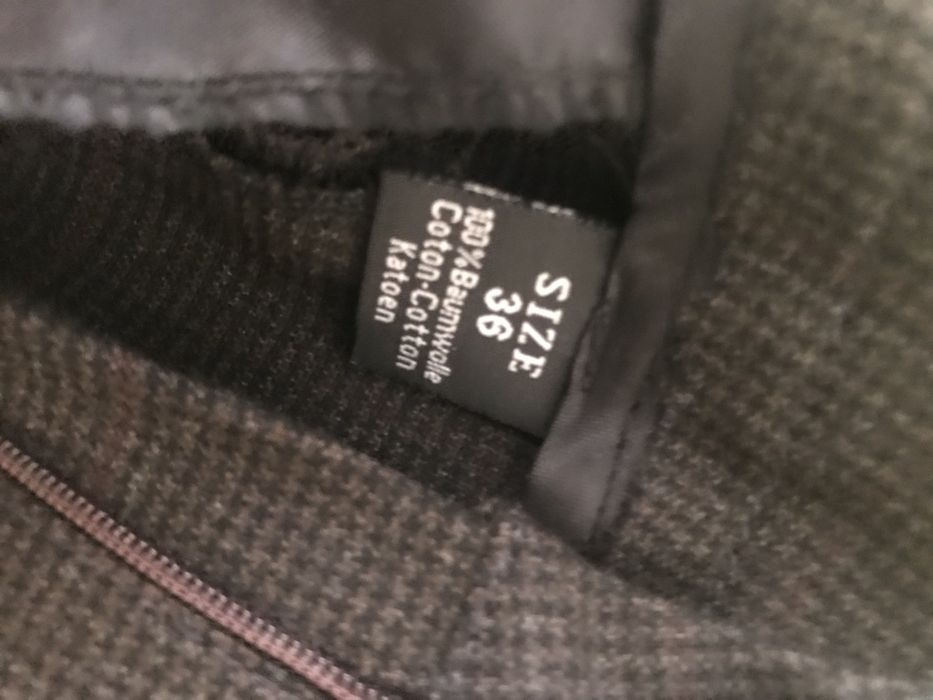 SIZE
36
100%Baumwolle
Coton-Cotton
Katoen